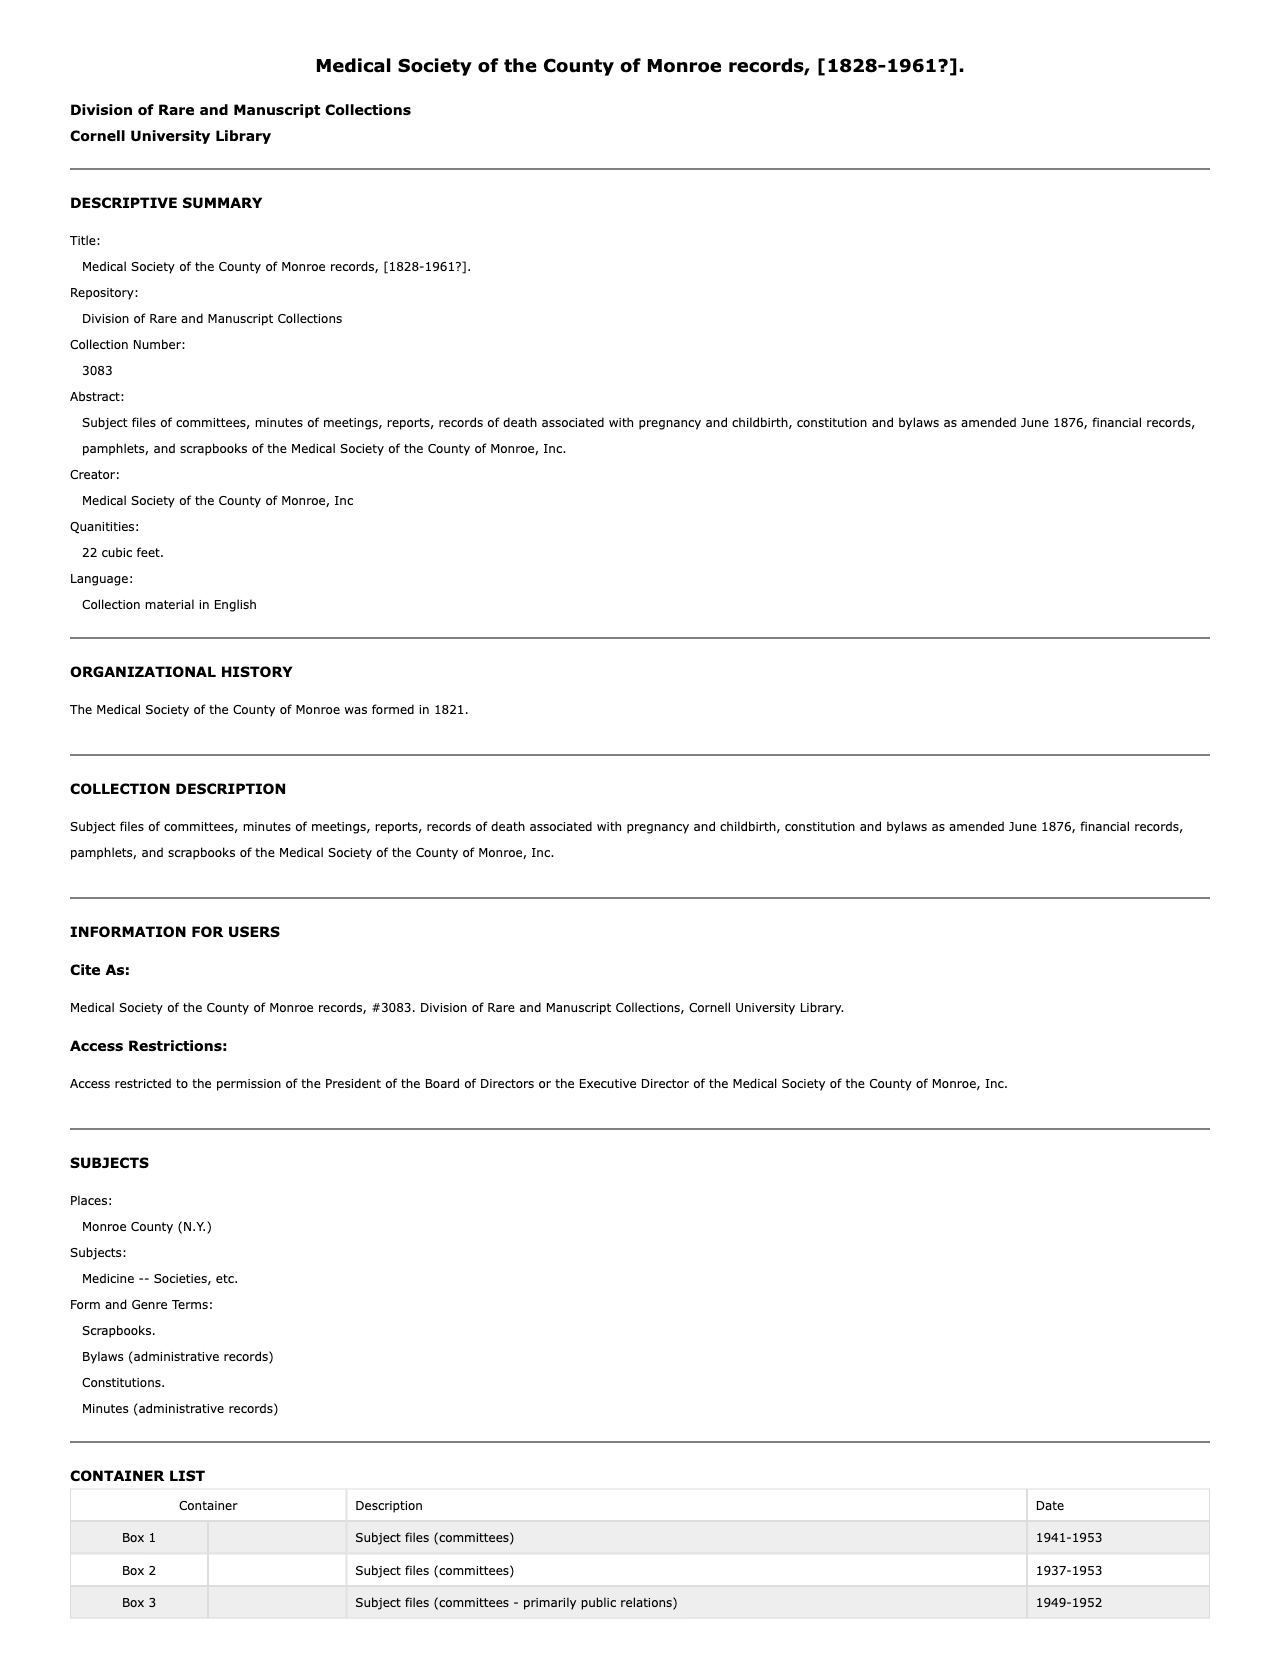 Medical Society of the County of Monroe records, [1828-1961?].
Division of Rare and Manuscript Collections
Cornell University Library
DESCRIPTIVE SUMMARY
Title:
Medical Society of the County of Monroe records, [1828-1961?].
Repository:
Division of Rare and Manuscript Collections
Collection Number:
3083
Abstract:
Subject files of committees, minutes of meetings, reports, records of death associated with pregnancy and childbirth, constitution and bylaws as amended June 1876, financial records,
pamphlets, and scrapbooks of the Medical Society of the County of Monroe, Inc.
Creator:
Medical Society of the County of Monroe, Inc
Quanitities:
22 cubic feet.
Language:
Collection material in English
ORGANIZATIONAL HISTORY
The Medical Society of the County of Monroe was formed in 1821.
COLLECTION DESCRIPTION
Subject files of committees, minutes of meetings, reports, records of death associated with pregnancy and childbirth, constitution and bylaws as amended June 1876, financial records,
pamphlets, and scrapbooks of the Medical Society of the County of Monroe, Inc.
INFORMATION FOR USERS
Cite As:
Medical Society of the County of Monroe records, #3083. Division of Rare and Manuscript Collections, Cornell University Library.
Access Restrictions:
Access restricted to the permission of the President of the Board of Directors or the Executive Director of the Medical Society of the County of Monroe, Inc.
SUBJECTS
Places:
Monroe County (N.Y.)
Subjects:
Medicine -- Societies, etc.
Form and Genre Terms:
Scrapbooks.
Bylaws (administrative records)
Constitutions.
Minutes (administrative records)
CONTAINER LIST
Container Description Date
Box 1 Subject files (committees) 1941-1953
Box 2 Subject files (committees) 1937-1953
Box 3 Subject files (committees - primarily public relations) 1949-1952